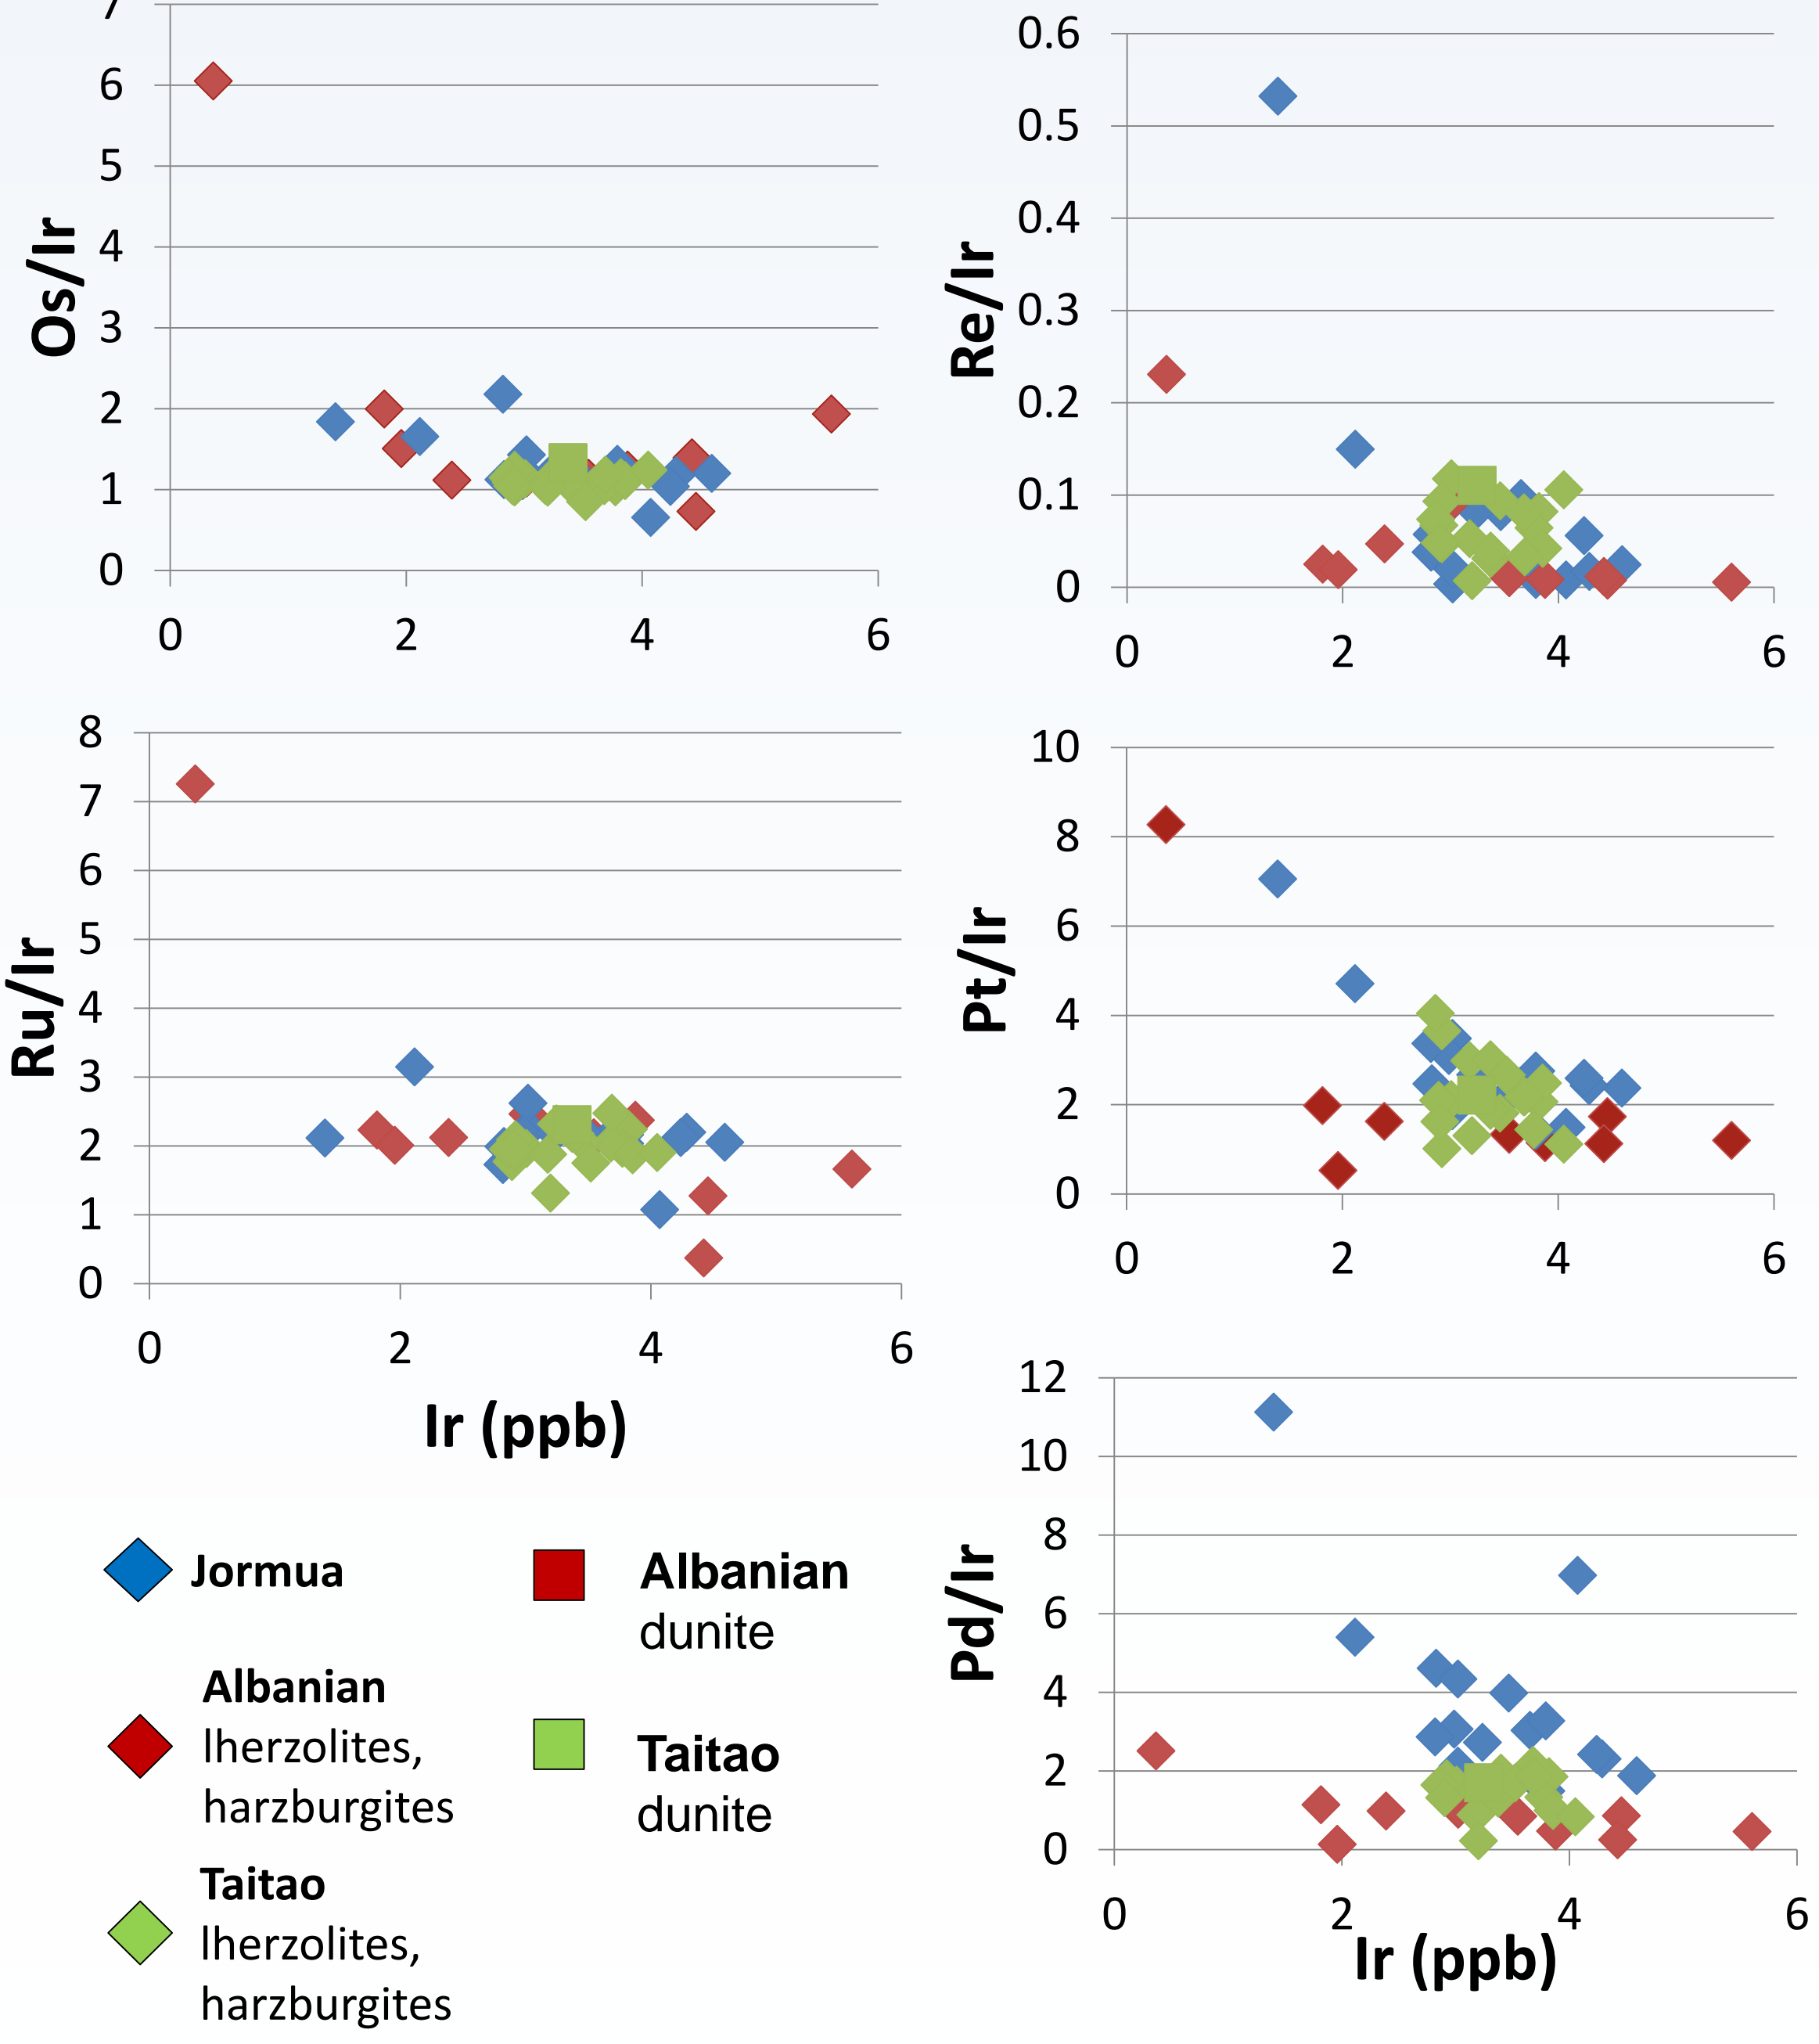 7
6
5
4
3
2
1
0
Os/Ir
0 2 4 6
0.6
0.5
0.4
0.3
0.2
0.1
0
Re/Ir
0 2 4 6
8
7
6
5
4
3
2
1
0
Ru/Ir
0 2 4 6
Ir (ppb)
10
8
6
4
2
0
Pt/Ir
0 2 4 6
12
10
8
6
4
2
0
Pd/Ir
0 2 4 6
Ir (ppb)
Jormua
Albanian
lherzolites,
harzburgites
Taitao
lherzolites,
harzburgites
Albanian
dunite
Taitao
dunite